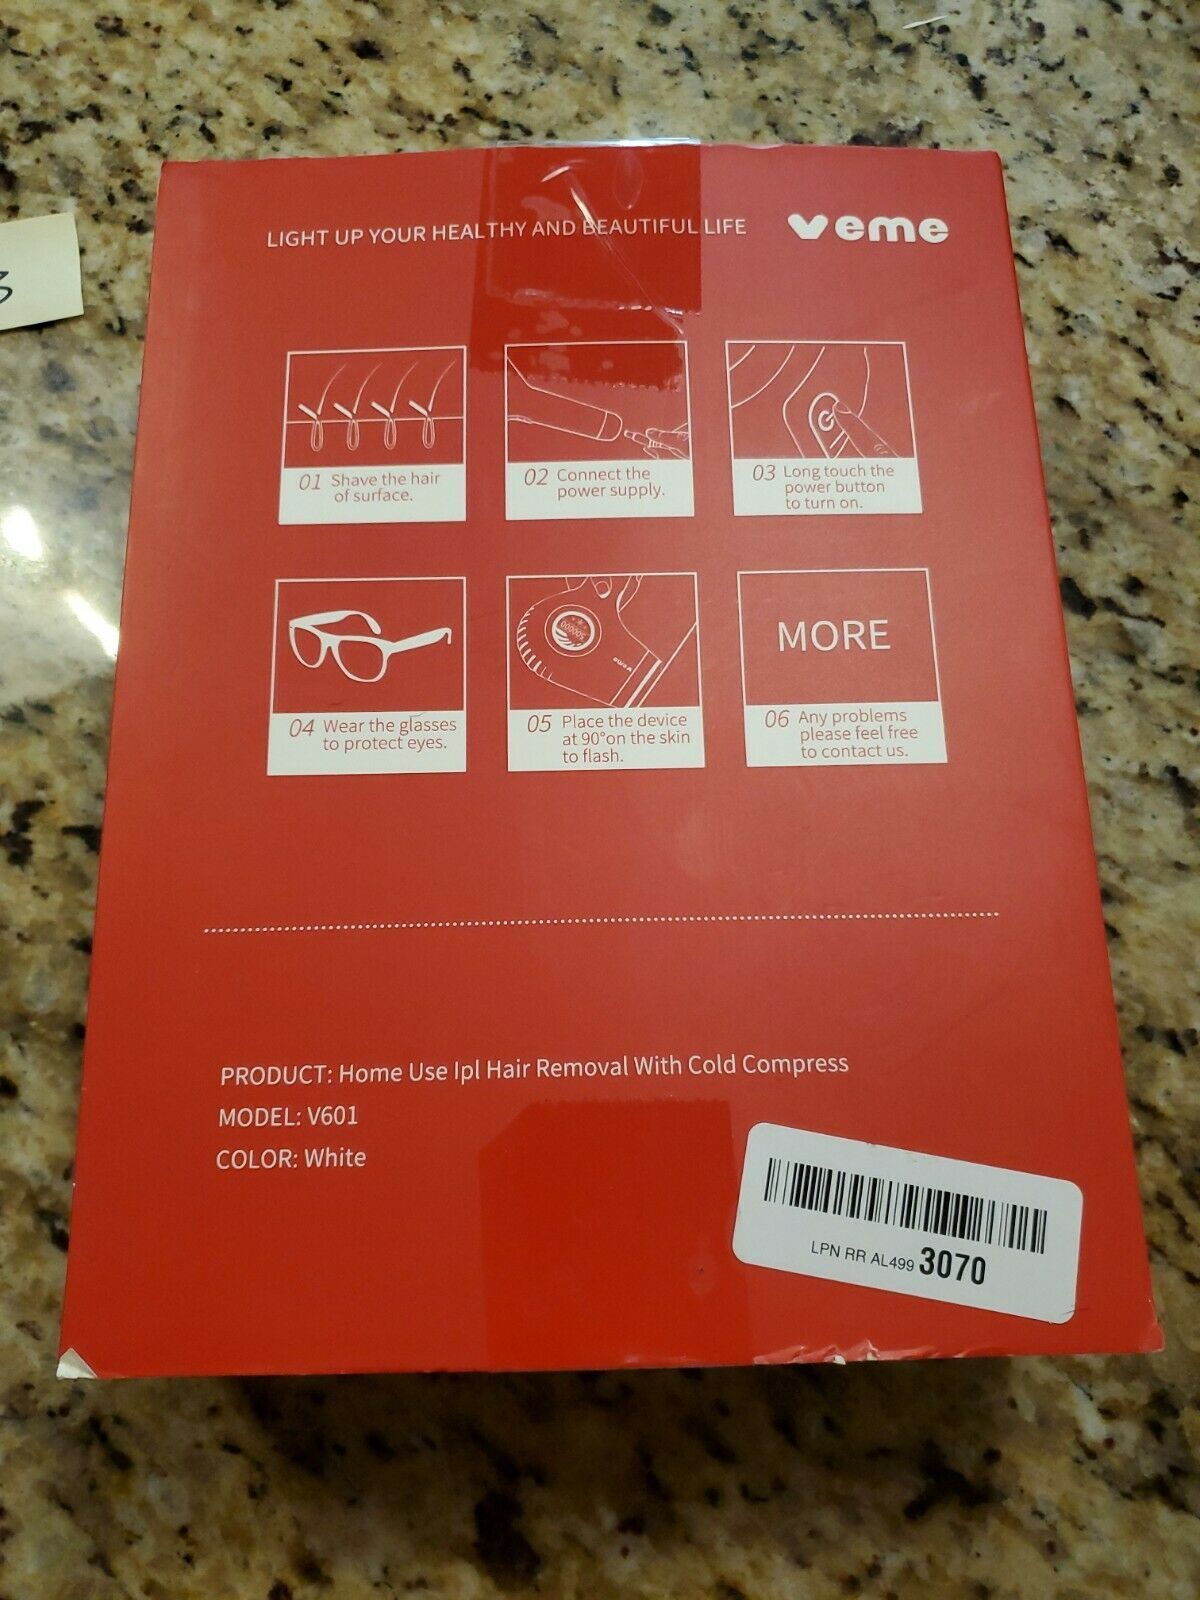 LIGHT UP YOUR HEALTHY AND BEAUTIFUL LIFE veme
01 Shave the hair
of surface.
02 Connect the
power supply.
03 Long touch the
power button
to turn on.
04 Wear the glasses
to protect eyes.
500000
veme
05 Place the device
at 90°on the skin
to flash.
MORE
06 Any problems
please feel free
to contact us.
PRODUCT: Home Use Ipl Hair Removal With Cold Compress
MODEL: V601
COLOR: White
LPN RR AL499 3070
3